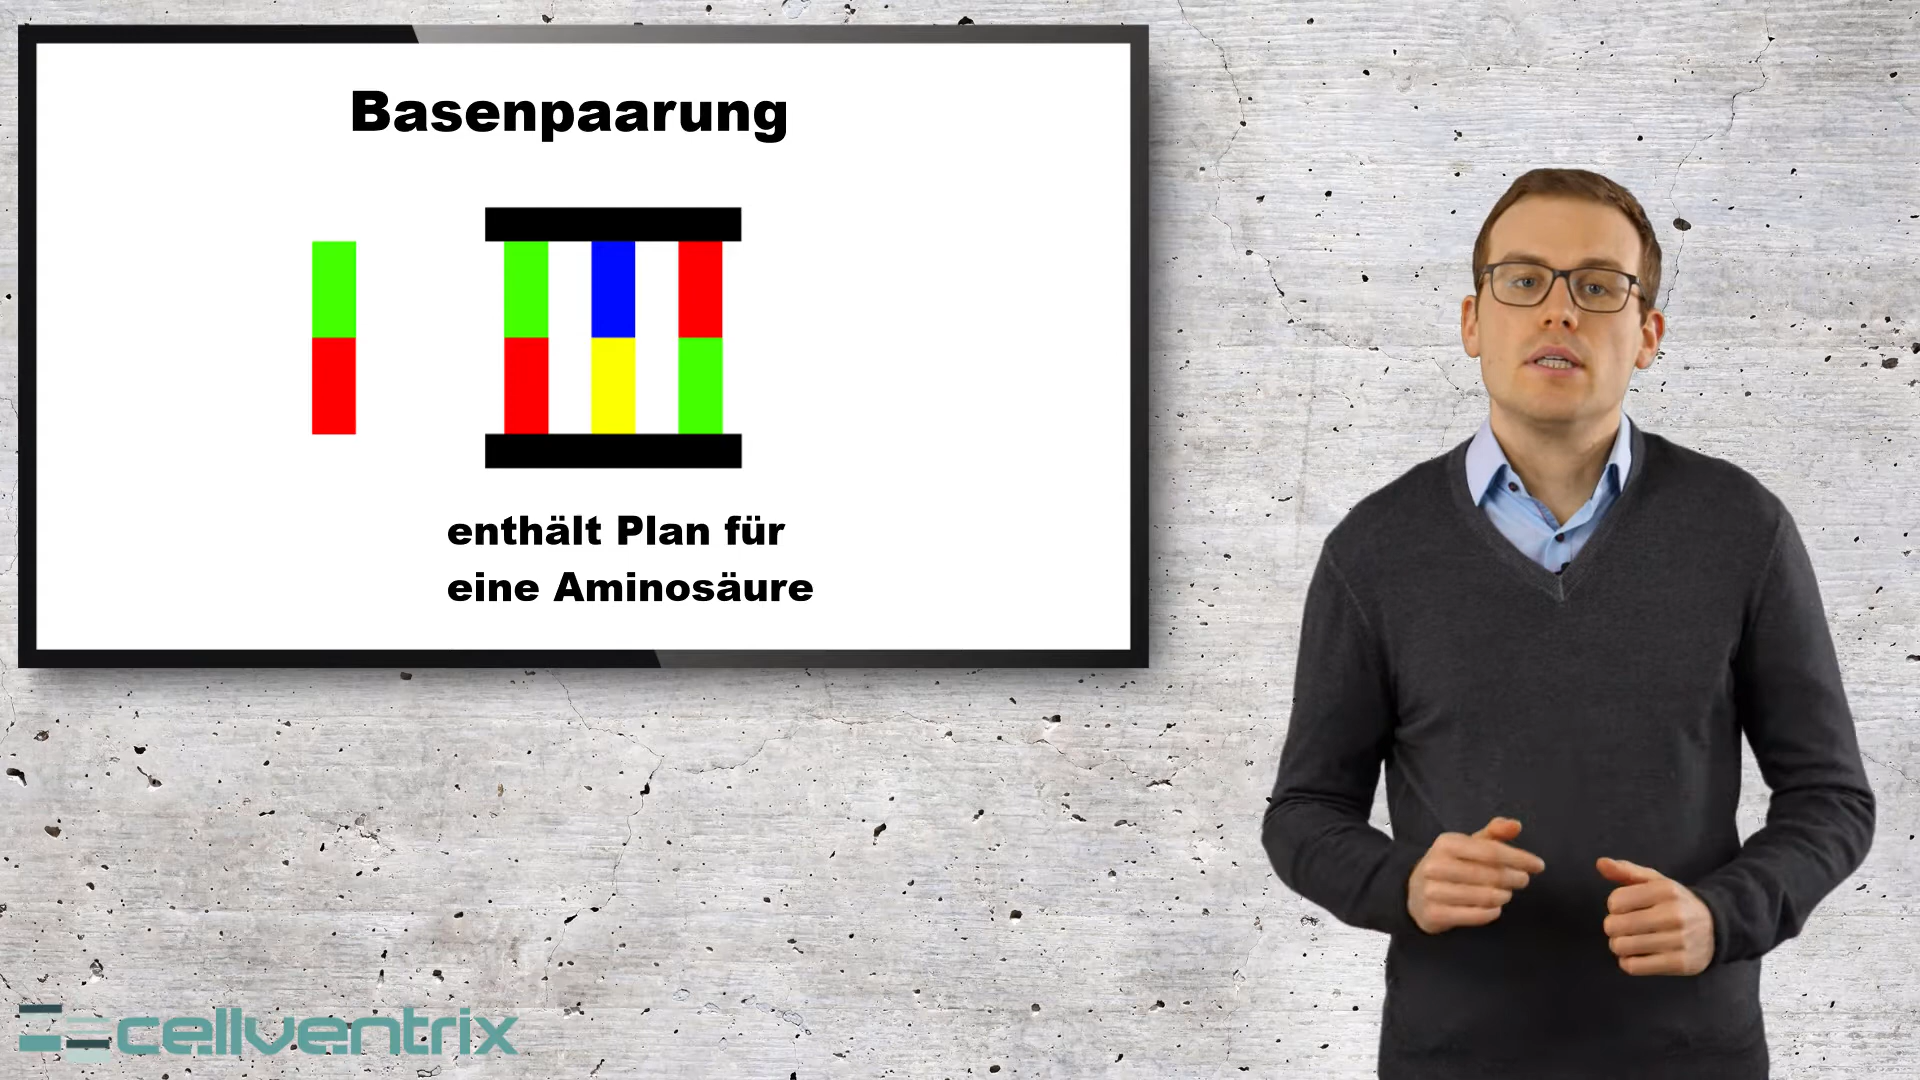 Basenpaarung
enthält Plan für
eine Aminosäure
cellventrix